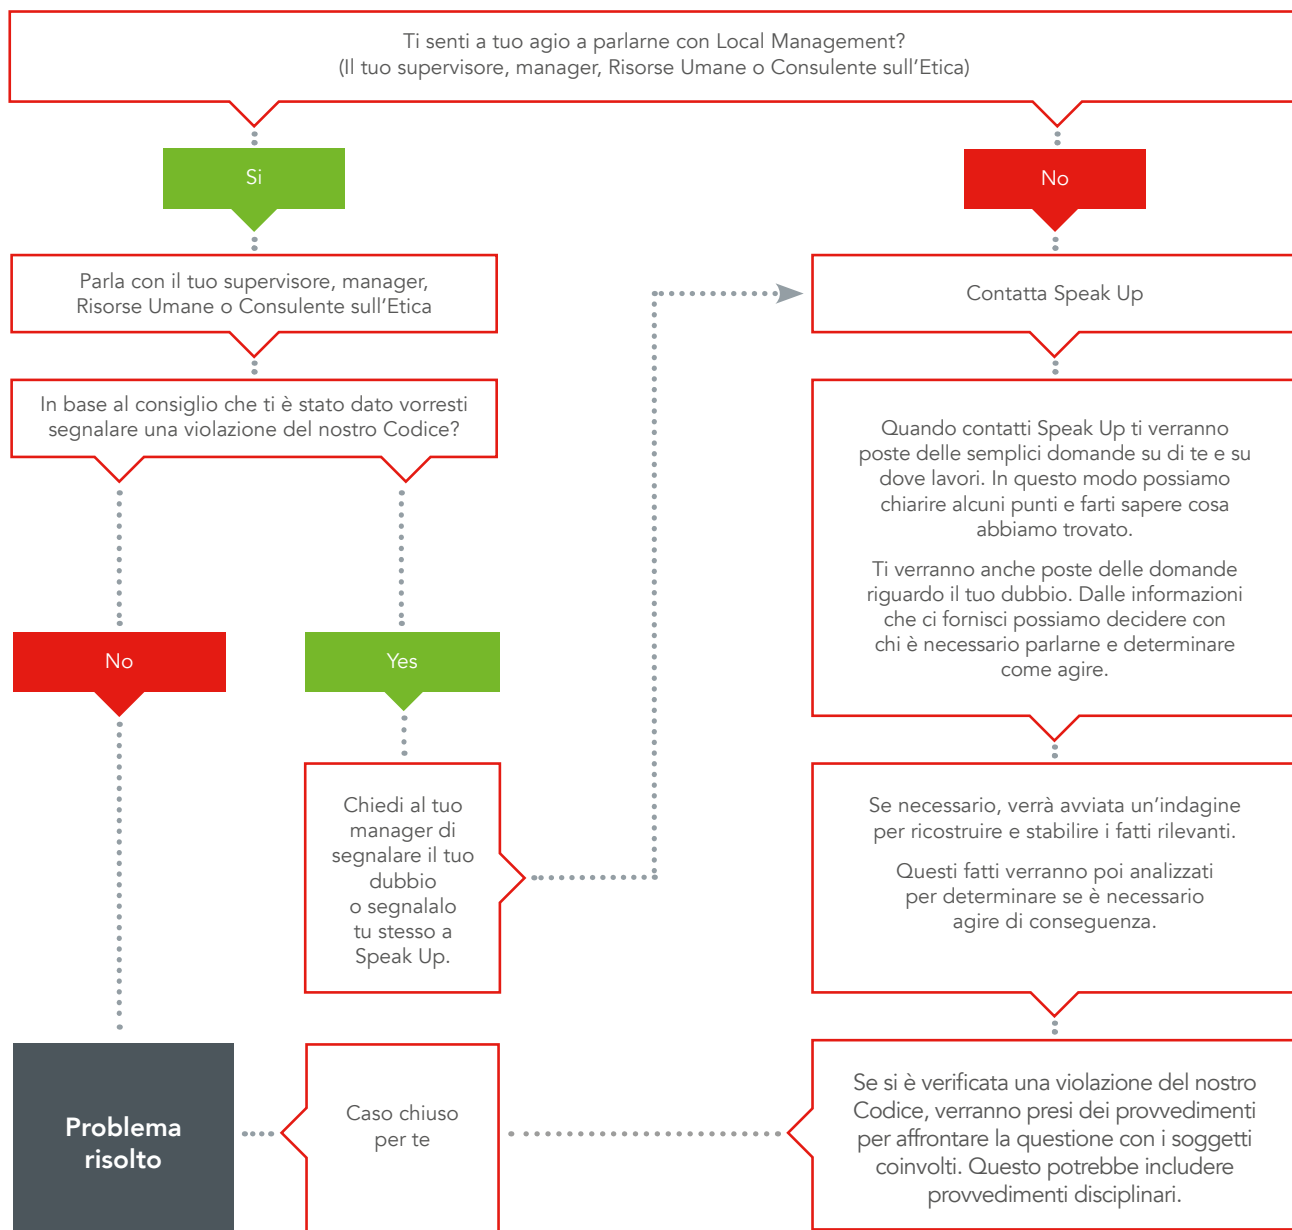 Ti senti a tuo agio a parlarne con Local Management?
(Il tuo supervisore, manager, Risorse Umane o Consulente sull'Etica)
Si
No
Parla con il tuo supervisore, manager,
Risorse Umane o Consulente sull'Etica
Contatta Speak Up
In base al consiglio che ti è stato dato vorresti
segnalare una violazione del nostro Codice?
Quando contatti Speak Up ti verranno
poste delle semplici domande su di te e su
dove lavori. In questo modo possiamo
chiarire alcuni punti e farti sapere cosa
abbiamo trovato.
Ti verranno anche poste delle domande
riguardo il tuo dubbio. Dalle informazioni
che ci fornisci possiamo decidere con
chi è necessario parlarne e determinare
come agire.
No
Yes
Chiedi al tuo
manager di
segnalare il tuo
dubbio
o segnalalo
tu stesso a
Speak Up.
Se necessario, verrà avviata un'indagine
per ricostruire e stabilire i fatti rilevanti.
Questi fatti verranno poi analizzati
per determinare se è necessario
agire di conseguenza.
Se si è verificata una violazione del nostro
Codice, verranno presi dei provvedimenti
per affrontare la questione con i soggetti
coinvolti. Questo potrebbe includere
provvedimenti disciplinari.
Caso chiuso
per te
Problema
risolto